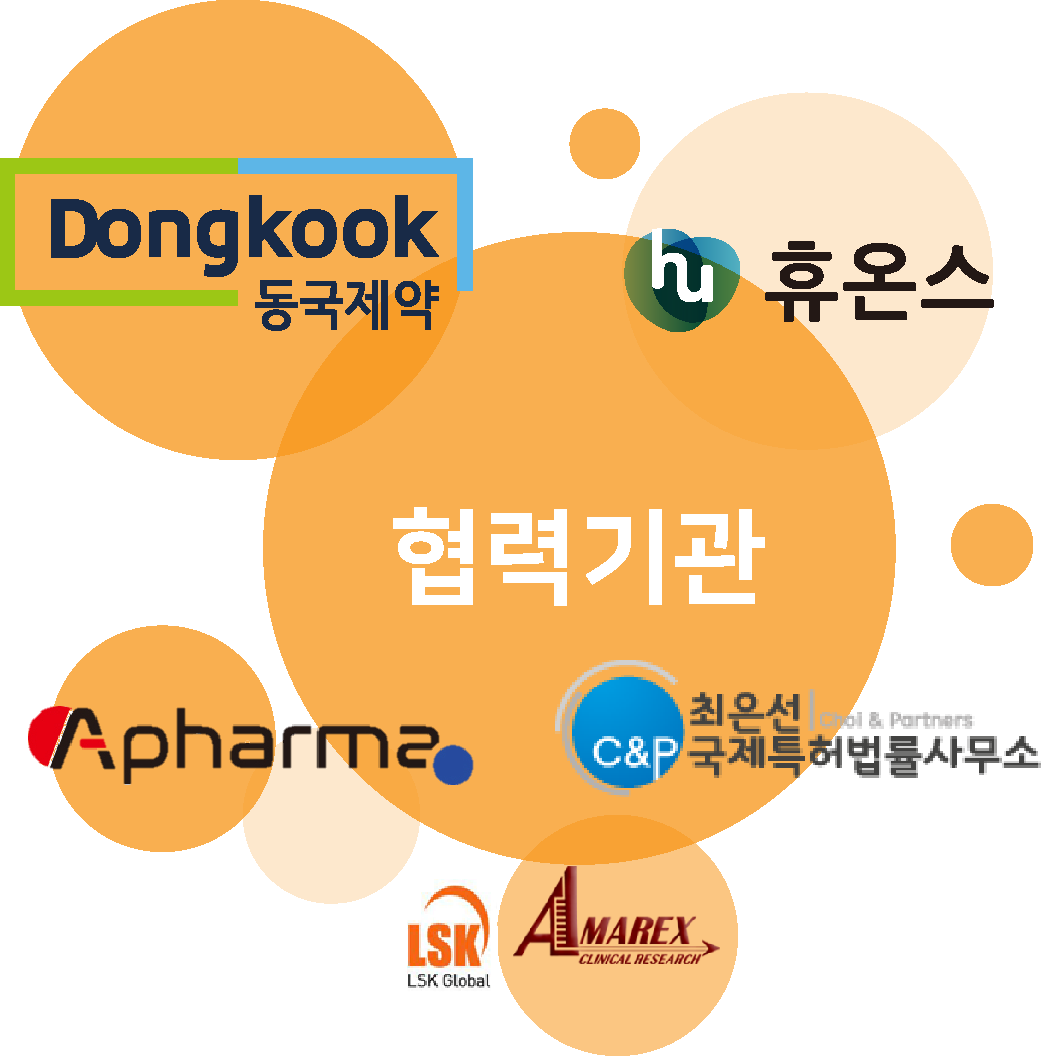 Dongkook
동국제약
hu 휴온스
협력기관
Apharma
C&P
최은선 Choi & Partners
국제특허법률사무소
LSK
LSK Global
AMAREX
CLINICAL RESEARCH